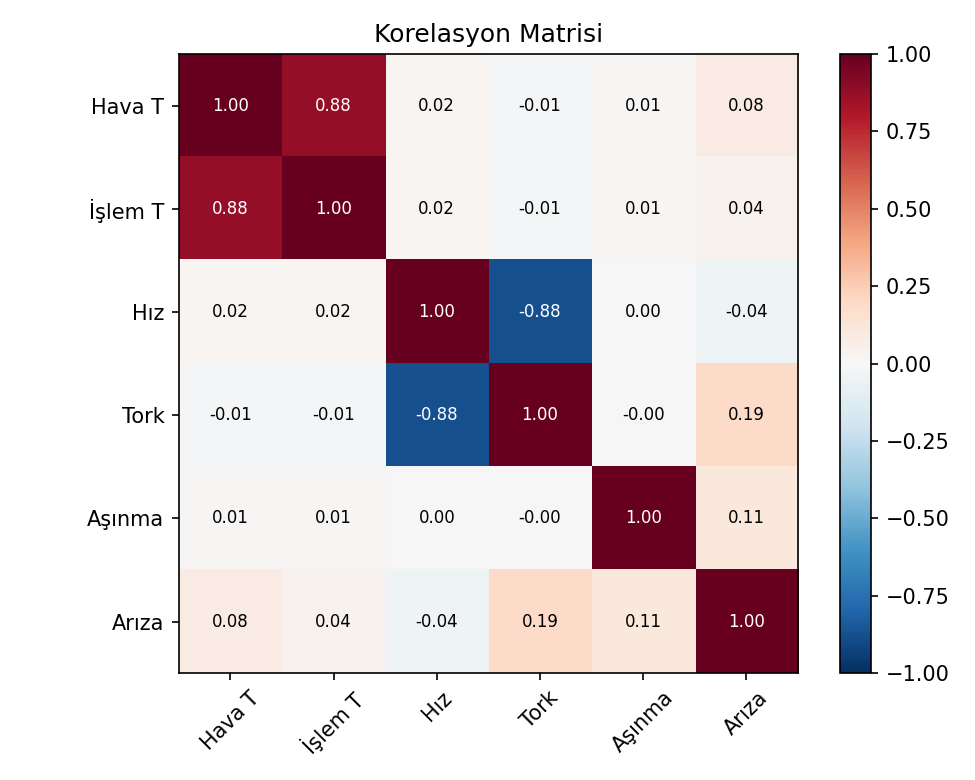 Korelasyon Matrisi
Hava T 1.00 0.88 0.02 -0.01 0.01 0.08
İşlem T 0.88 1.00 0.02 -0.01 0.01 0.04
Hız 0.02 0.02 1.00 -0.88 0.00 -0.04
Tork -0.01 -0.01 -0.88 1.00 -0.00 0.19
Aşınma 0.01 0.01 0.00 -0.00 1.00 0.11
Arıza 0.08 0.04 -0.04 0.19 0.11 1.00
Hava T İşlem T Hız Tork Aşınma Arıza
1.00
0.75
0.50
0.25
0.00
−0.25
−0.50
−0.75
−1.00